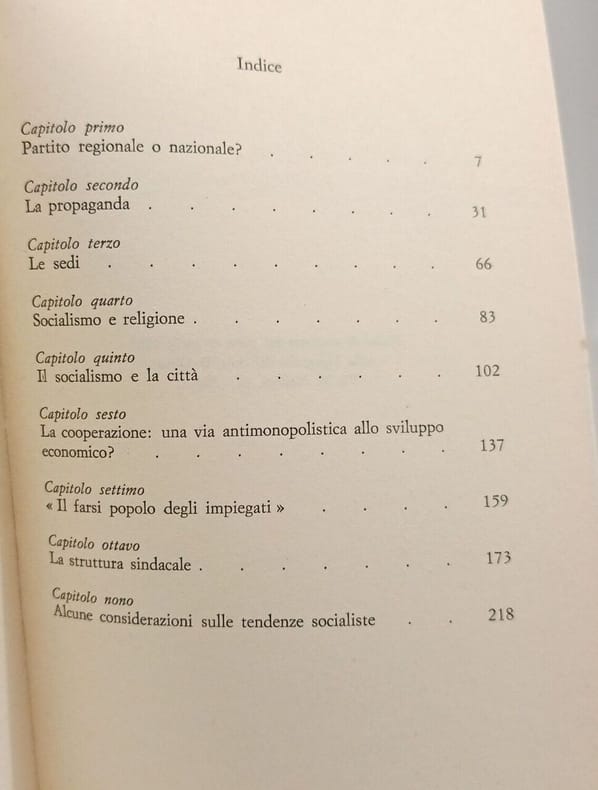 Indice
Capitolo primo
Partito regionale o nazionale? . . . . . 7
Capitolo secondo
La propaganda . . . . . . . . 31
Capitolo terzo
Le sedi . . . . . . . . . 66
Capitolo quarto
Socialismo e religione . . . . . . . 83
Capitolo quinto
Il socialismo e la città . . . . . . 102
Capitolo sesto
La cooperazione: una via antimonopolistica allo sviluppo
economico? . . . . . . . . 137
Capitolo settimo
« Il farsi popolo degli impiegati » . . . . 159
Capitolo ottavo
La struttura sindacale . . . . . . . 173
Capitolo nono
Alcune considerazioni sulle tendenze socialiste . . 218